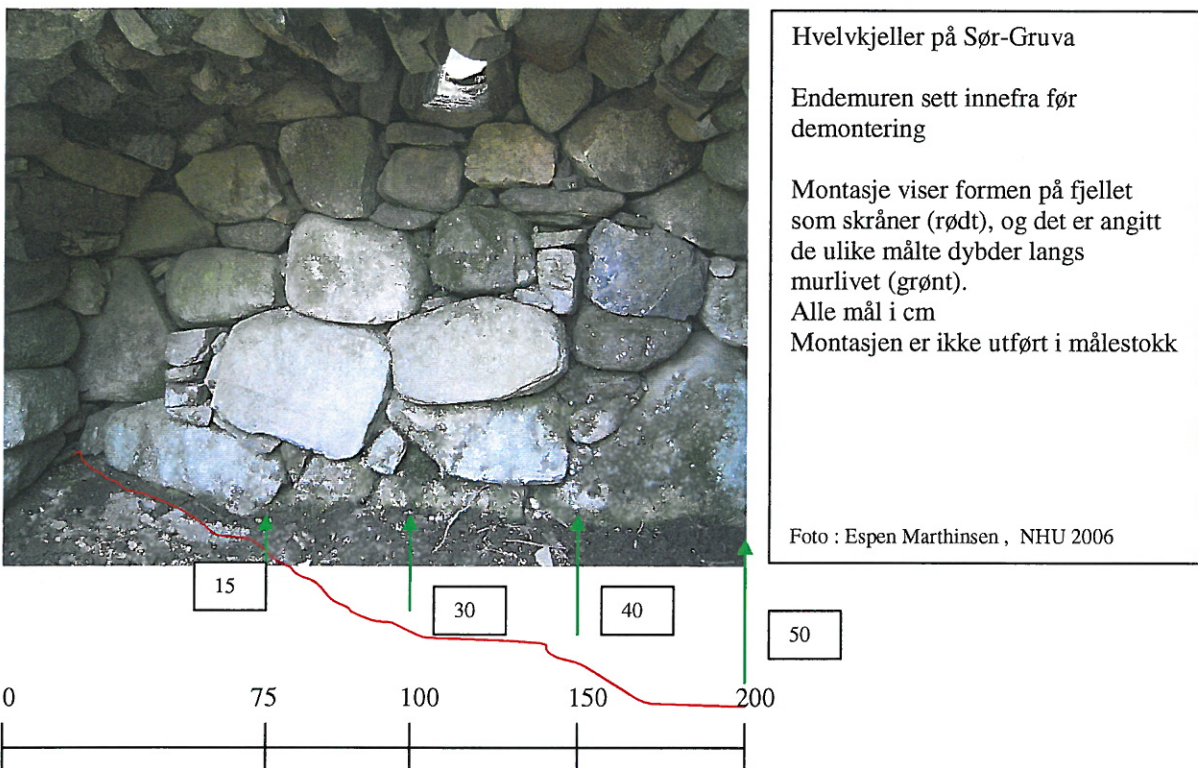 Hvelvkjeller på Sør-Gruva
Endemuren sett innefra før
demontering
Montasje viser formen på fjellet
som skråner (rødt), og det er angitt
de ulike målte dybder langs
murlivet (grønt).
Alle mål i cm
Montasjen er ikke utført i målestokk
Foto : Espen Marthinsen , NHU 2006
15
30
40
50
0 75 100 150 200